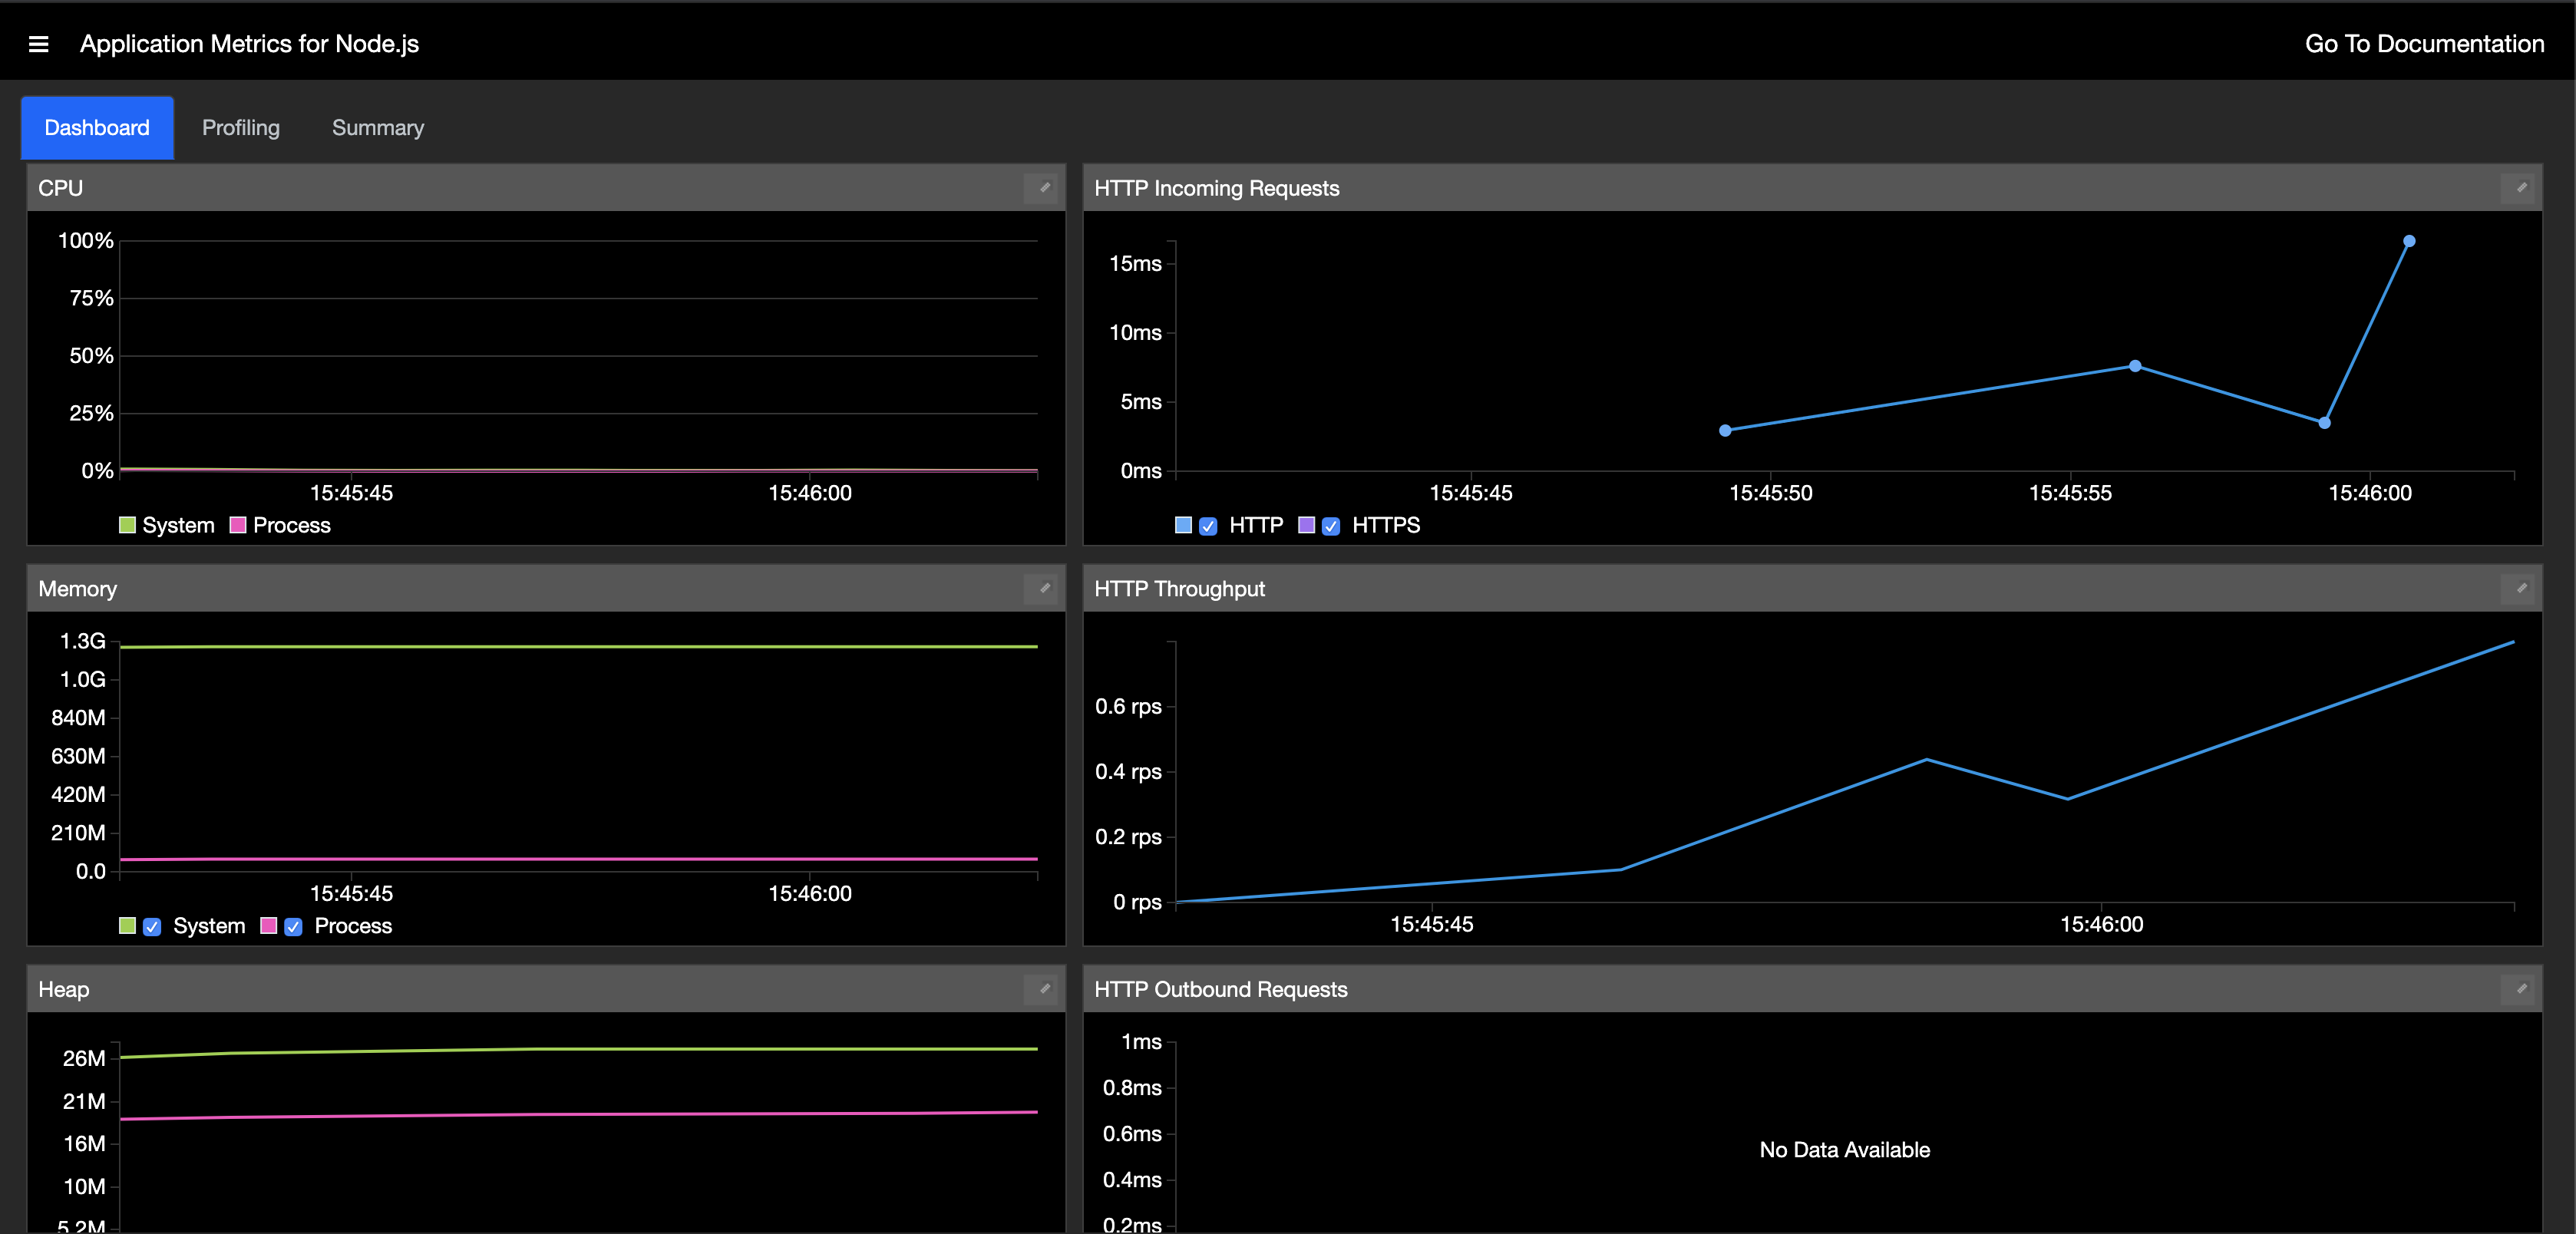 Application Metrics for Node.js
Go To Documentation
Dashboard
Profiling
Summary
CPU
100%
75%
50%
25%
0%
15:45:45
15:46:00
System
Process
HTTP Incoming Requests
15ms
10ms
5ms
0ms
15:45:45
15:45:50
15:45:55
15:46:00
HTTP
HTTPS
Memory
1.3G
1.0G
840M
630M
420M
210M
0.0
15:45:45
15:46:00
System
Process
HTTP Throughput
0.6 rps
0.4 rps
0.2 rps
0 rps
15:45:45
15:46:00
Heap
26M
21M
16M
10M
5.2M
HTTP Outbound Requests
1ms
0.8ms
0.6ms
0.4ms
0.2ms
No Data Available